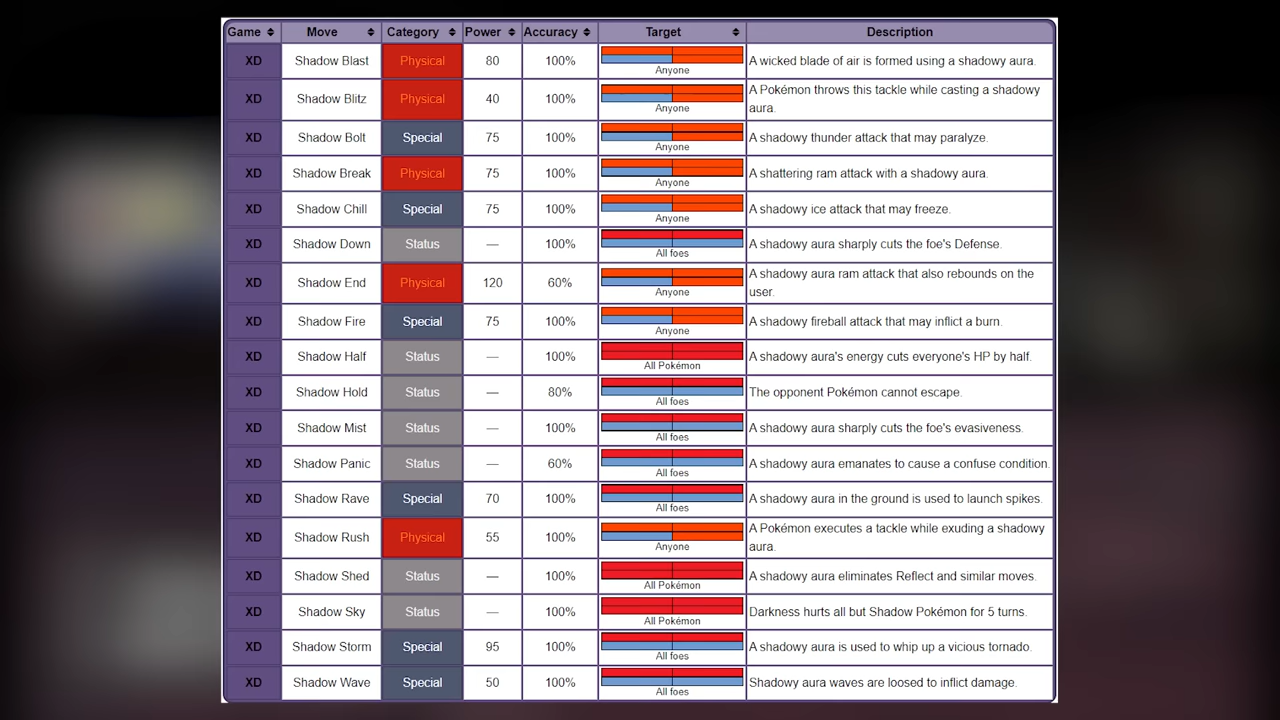 Game Move Category Power Accuracy Target Description
XD Shadow Blast Physical 80 100% Anyone A wicked blade of air is formed using a shadowy aura.
XD Shadow Blitz Physical 40 100% Anyone A Pokémon throws this tackle while casting a shadowy
aura.
XD Shadow Bolt Special 75 100% Anyone A shadowy thunder attack that may paralyze.
XD Shadow Break Physical 75 100% Anyone A shattering ram attack with a shadowy aura.
XD Shadow Chill Special 75 100% Anyone A shadowy ice attack that may freeze.
XD Shadow Down Status — 100% All foes A shadowy aura sharply cuts the foe's Defense.
XD Shadow End Physical 120 60% Anyone A shadowy aura ram attack that also rebounds on the
user.
XD Shadow Fire Special 75 100% Anyone A shadowy fireball attack that may inflict a burn.
XD Shadow Half Status — 100% All Pokémon A shadowy aura's energy cuts everyone's HP by half.
XD Shadow Hold Status — 80% All foes The opponent Pokémon cannot escape.
XD Shadow Mist Status — 100% All foes A shadowy aura sharply cuts the foe's evasiveness.
XD Shadow Panic Status — 60% All foes A shadowy aura emanates to cause a confuse condition.
XD Shadow Rave Special 70 100% All foes A shadowy aura in the ground is used to launch spikes.
XD Shadow Rush Physical 55 100% Anyone A Pokémon executes a tackle while exuding a shadowy
aura.
XD Shadow Shed Status — 100% All Pokémon A shadowy aura eliminates Reflect and similar moves.
XD Shadow Sky Status — 100% All Pokémon Darkness hurts all but Shadow Pokémon for 5 turns.
XD Shadow Storm Special 95 100% All foes A shadowy aura is used to whip up a vicious tornado.
XD Shadow Wave Special 50 100% All foes Shadowy aura waves are loosed to inflict damage.